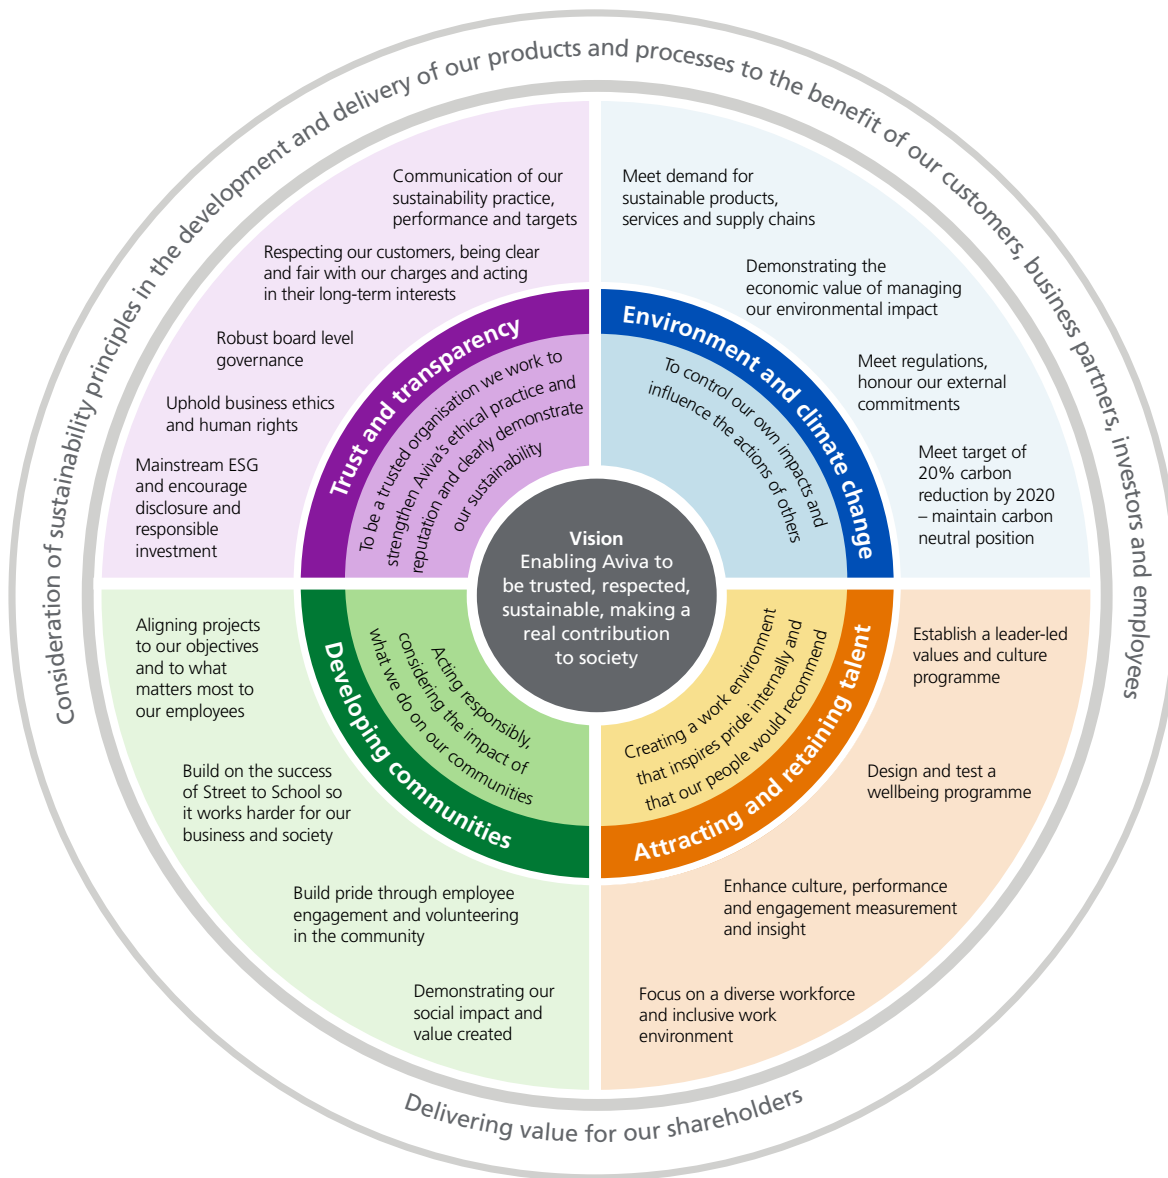 Consideration of sustainability principles in the development and delivery of our products and processes to the benefit of our customers, business partners, investors and employees
Communication of our
sustainability practice,
performance and targets
Respecting our customers, being clear
and fair with our charges and acting
in their long-term interests
Robust board level
governance
Uphold business ethics
and human rights
Mainstream ESG
and encourage
disclosure and
responsible
investment
Trust and transparency
To be a trusted organisation we work to
strengthen Aviva’s ethical practice and
reputation and clearly demonstrate
our sustainability
Meet demand for
sustainable products,
services and supply chains
Demonstrating the
economic value of managing
our environmental impact
Meet regulations,
honour our external
commitments
Meet target of
20% carbon
reduction by 2020
– maintain carbon
neutral position
Environment and climate change
To control our own impacts and
influence the actions of others
Vision
Enabling Aviva to
be trusted, respected,
sustainable, making a
real contribution
to society
Aligning projects
to our objectives
and to what
matters most to
our employees
Build on the success
of Street to School so
it works harder for our
business and society
Build pride through employee
engagement and volunteering
in the community
Demonstrating our
social impact and
value created
Developing communities
Acting responsibly,
considering the impact of
what we do on our communities
Creating a work environment
that inspires pride internally and
that our people would recommend
Attracting and retaining talent
Establish a leader-led
values and culture
programme
Design and test a
wellbeing programme
Enhance culture, performance
and engagement measurement
and insight
Focus on a diverse workforce
and inclusive work
environment
Delivering value for our shareholders